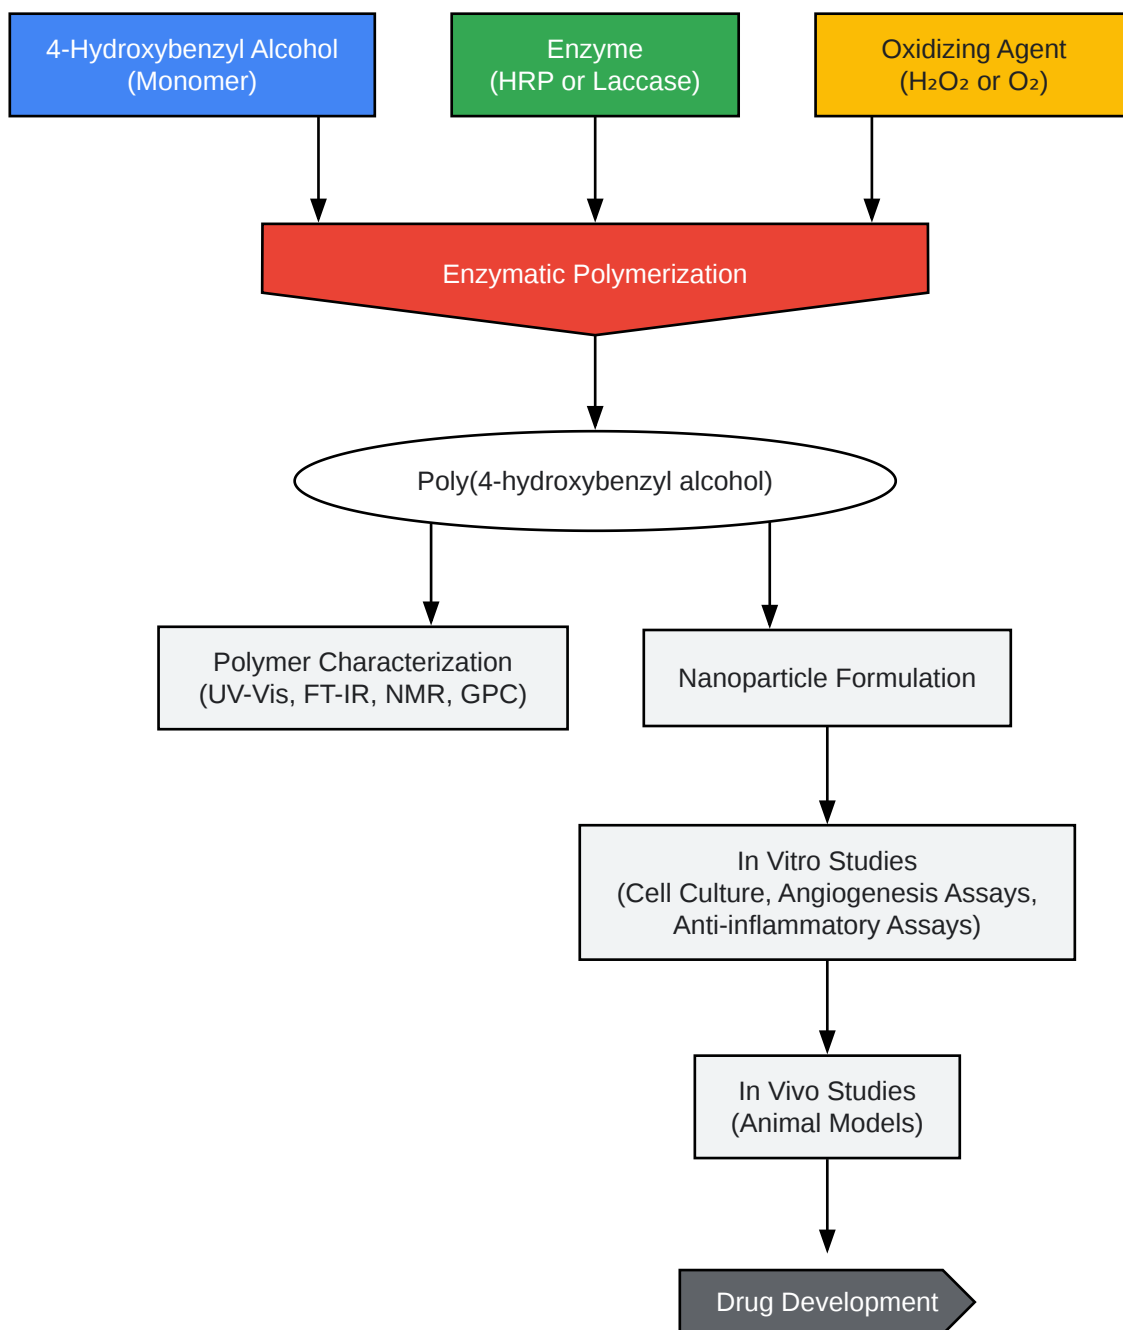 4-Hydroxybenzyl Alcohol
(Monomer)
Enzyme
(HRP or Laccase)
Oxidizing Agent
(H₂O₂ or O₂)
Enzymatic Polymerization
Poly(4-hydroxybenzyl alcohol)
Polymer Characterization
(UV-Vis, FT-IR, NMR, GPC)
Nanoparticle Formulation
In Vitro Studies
(Cell Culture, Angiogenesis Assays,
Anti-inflammatory Assays)
In Vivo Studies
(Animal Models)
Drug Development